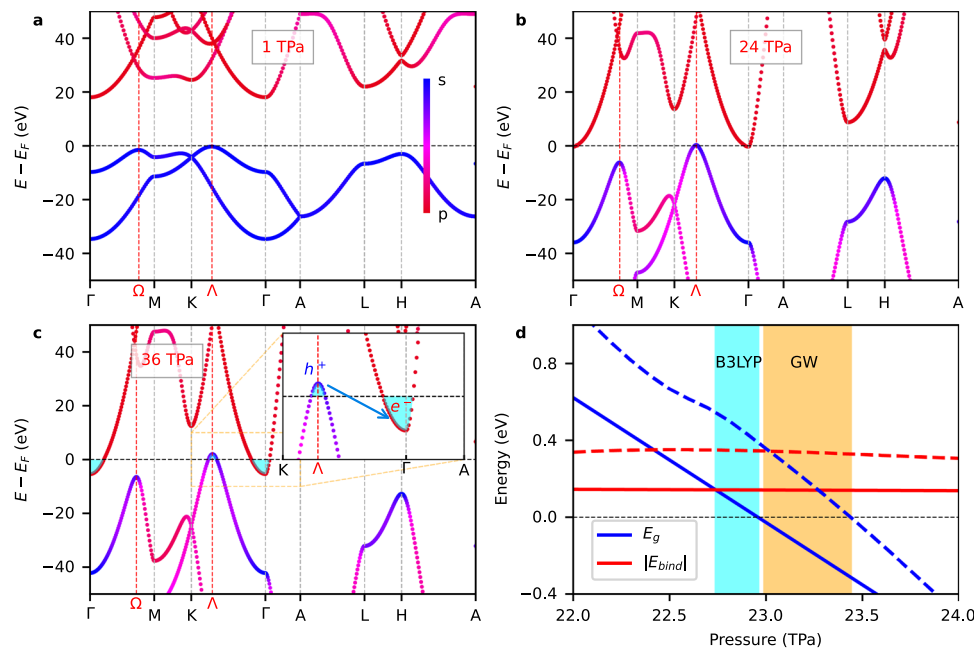 a
1 TPa
s
p
E − E_F (eV)
40
20
0
−20
−40
Γ Ω M K Λ Γ A L H A
b
24 TPa
E − E_F (eV)
40
20
0
−20
−40
Γ Ω M K Λ Γ A L H A
c
36 TPa
h⁺
e⁻
K Λ Γ A
E − E_F (eV)
40
20
0
−20
−40
Γ Ω M K Λ Γ A L H A
d
B3LYP GW
E_g
|E_bind|
Energy (eV)
0.8
0.4
0.0
−0.4
22.0 22.5 23.0 23.5 24.0
Pressure (TPa)